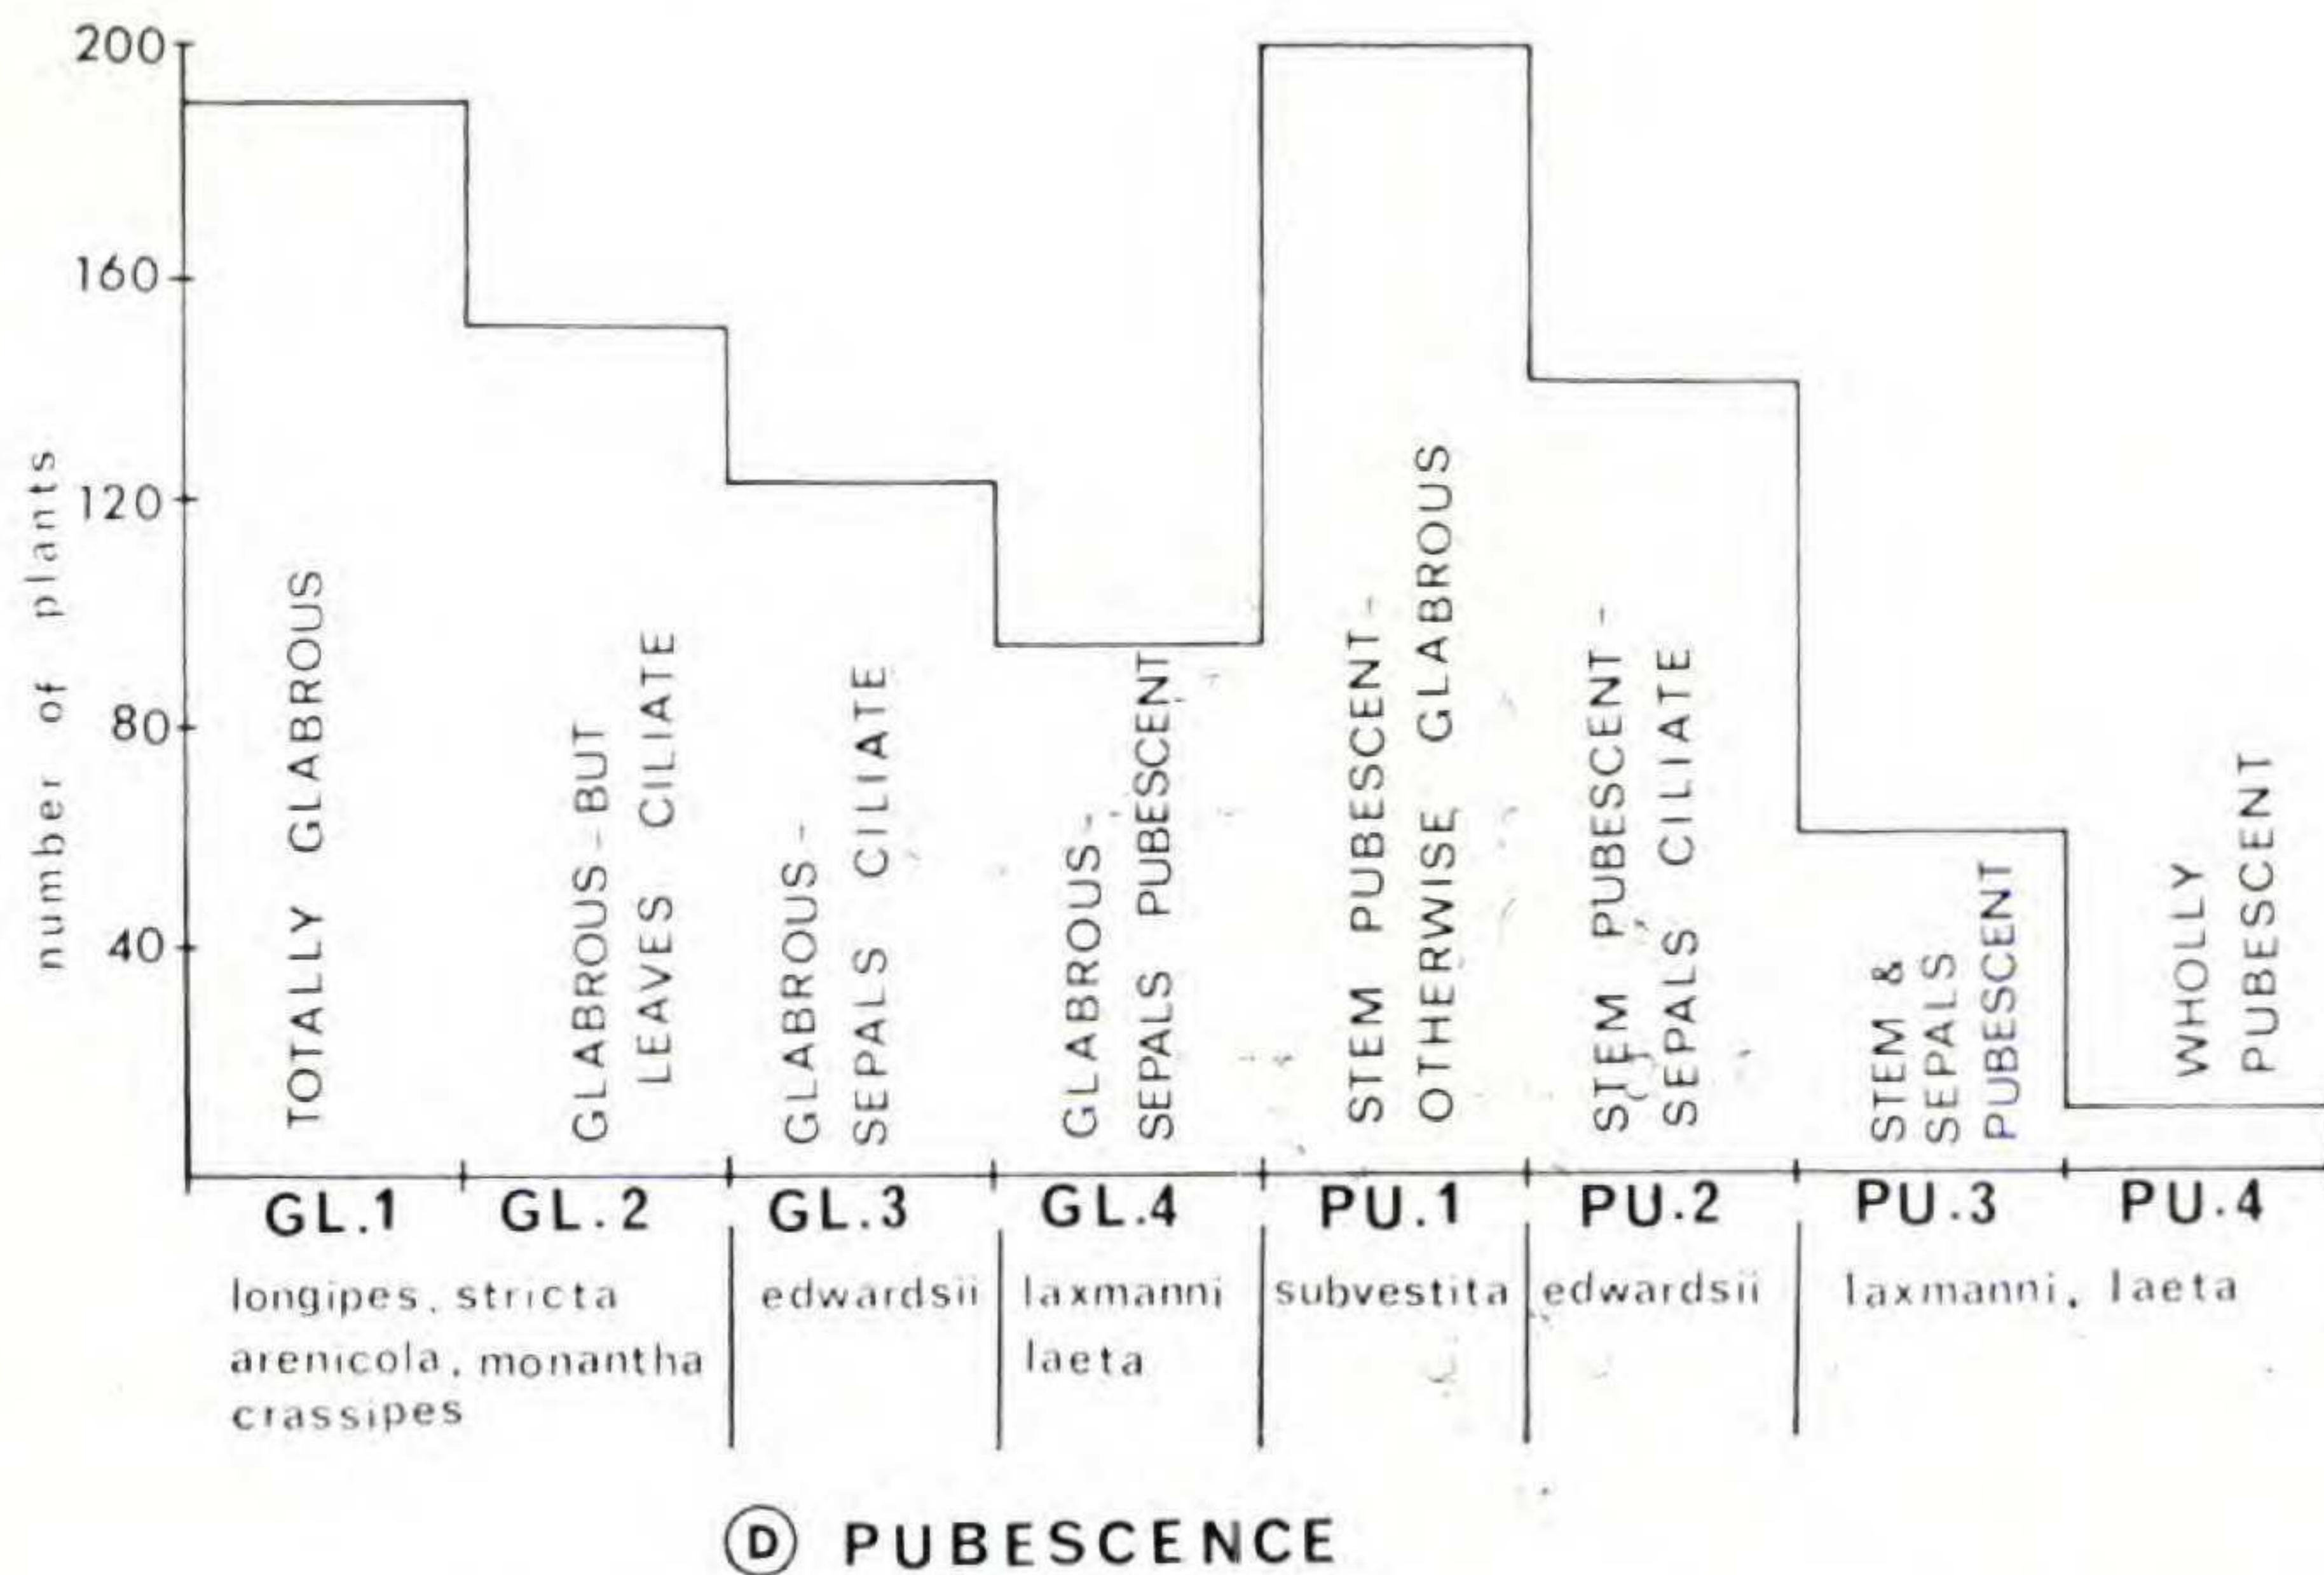 200
160
120
80
40
number of plants
TOTALLY GLABROUS
GLABROUS-BUT
LEAVES CILIATE
GLABROUS-
SEPALS CILIATE
GLABROUS-
SEPALS PUBESCENT
STEM PUBESCENT-
OTHERWISE GLABROUS
STEM PUBESCENT-
SEPALS CILIATE
STEM &
SEPALS
PUBESCENT
WHOLLY
PUBESCENT
GL.1 GL.2 GL.3 GL.4 PU.1 PU.2 PU.3 PU.4
longipes, stricta
arenicola, monantha
crassipes
edwardsii
laxmanni
laeta
subvestita
edwardsii
laxmanni, laeta
D PUBESCENCE